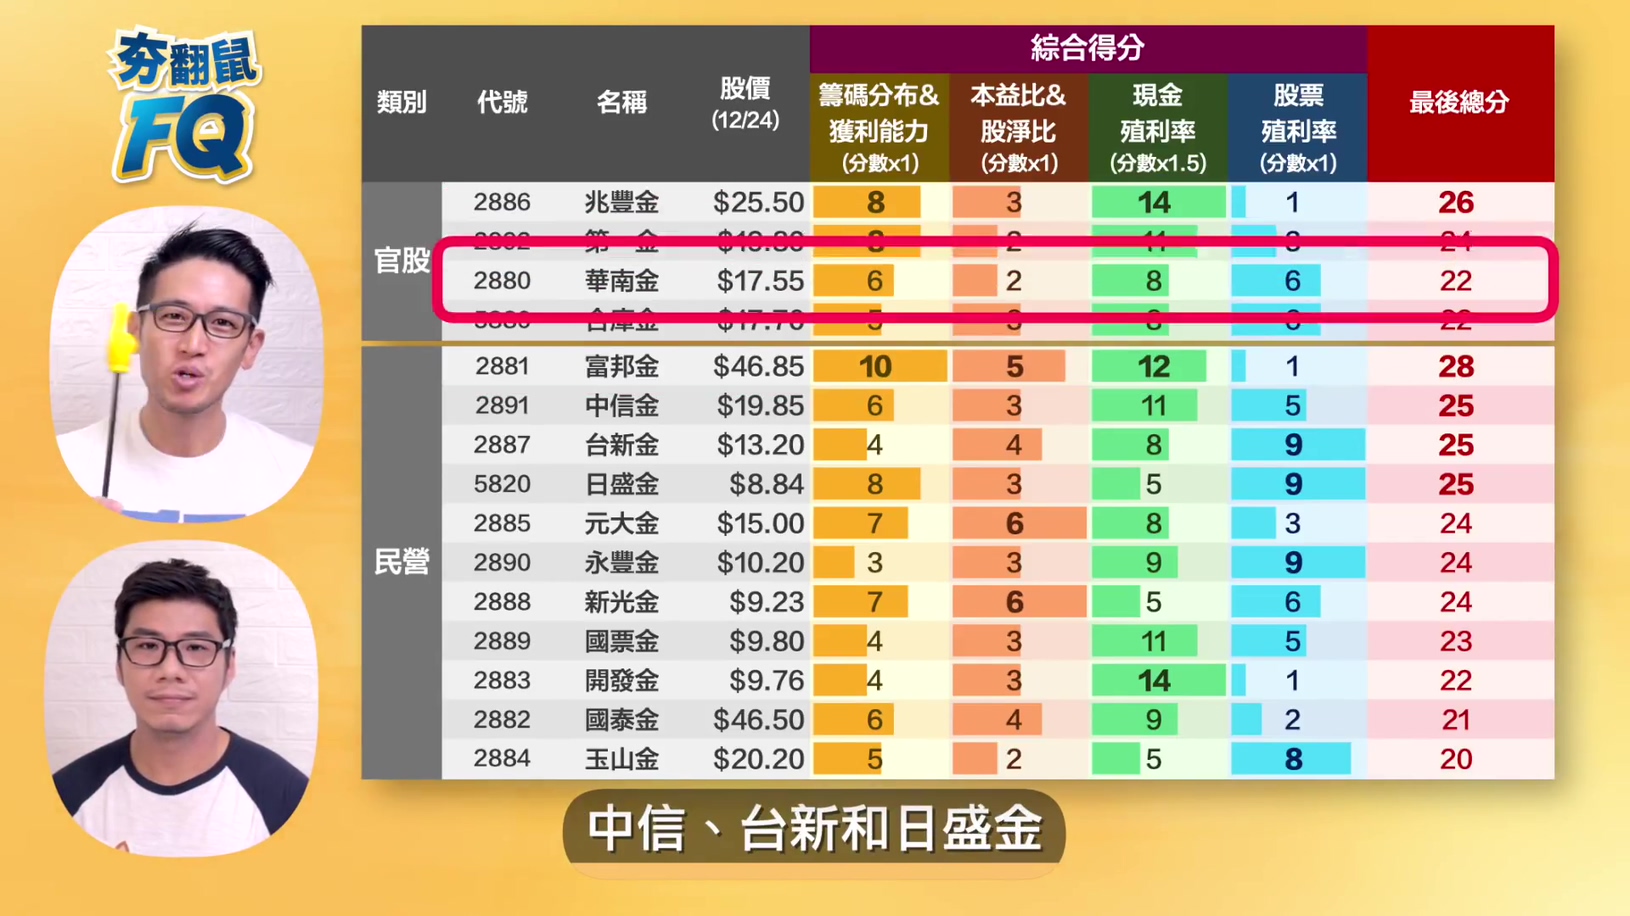 夯翻鼠
FQ
類別 代號 名稱 股價 (12/24) 綜合得分 最後總分
籌碼分布& 獲利能力 (分數x1) 本益比& 股淨比 (分數x1) 現金 殖利率 (分數x1.5) 股票 殖利率 (分數x1)
官股
2886 兆豐金 $25.50 8 3 14 1 26
2880 華南金 $17.55 6 2 8 6 22
民營
2881 富邦金 $46.85 10 5 12 1 28
2891 中信金 $19.85 6 3 11 5 25
2887 台新金 $13.20 4 4 8 9 25
5820 日盛金 $8.84 8 3 5 9 25
2885 元大金 $15.00 7 6 8 3 24
2890 永豐金 $10.20 3 3 9 9 24
2888 新光金 $9.23 7 6 5 6 24
2889 國票金 $9.80 4 3 11 5 23
2883 開發金 $9.76 4 3 14 1 22
2882 國泰金 $46.50 6 4 9 2 21
2884 玉山金 $20.20 5 2 5 8 20
中信、台新和日盛金